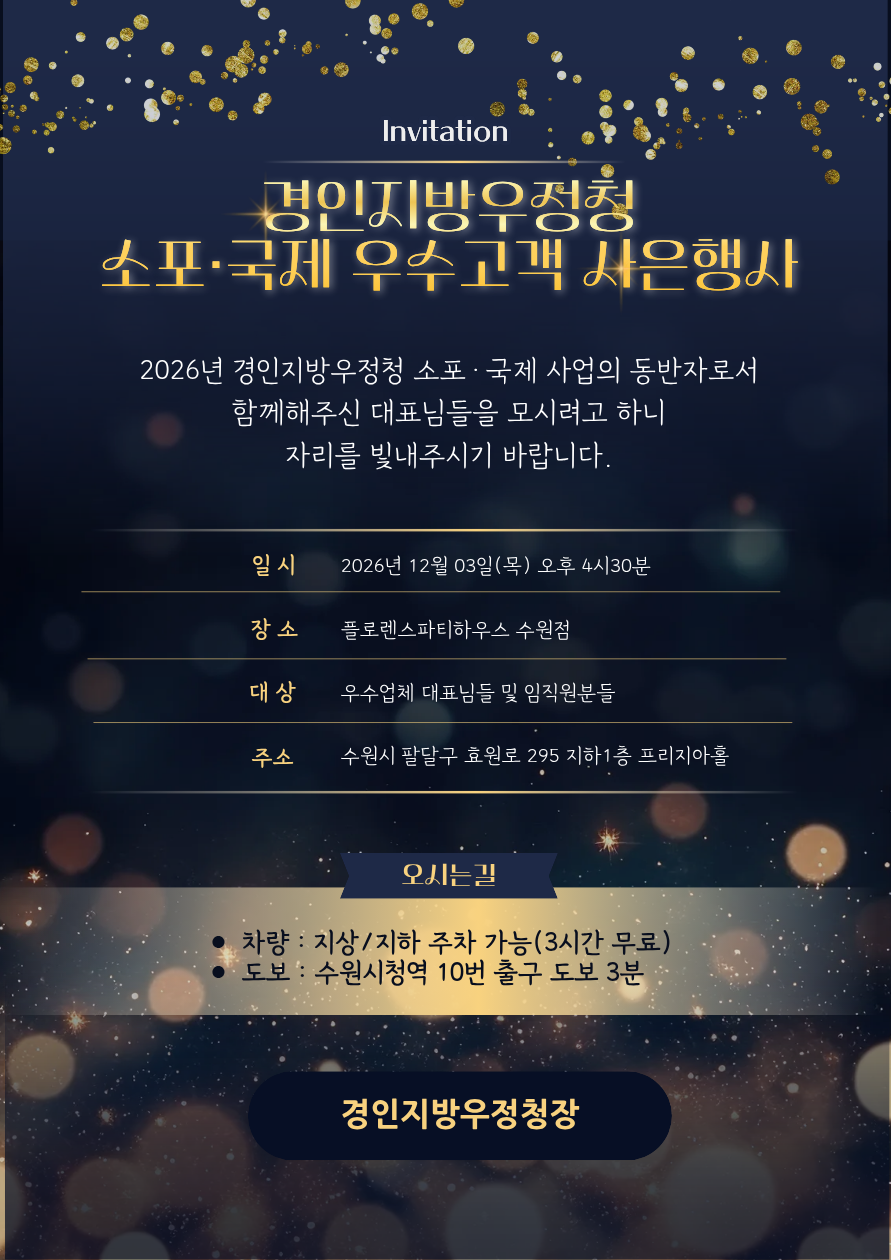 Invitation
경인지방우정청
소포·국제 우수고객 사은행사
2026년 경인지방우정청 소포 · 국제 사업의 동반자로서
함께해주신 대표님들을 모시려고 하니
자리를 빛내주시기 바랍니다.
일 시 2026년 12월 03일(목) 오후 4시30분
장 소 플로렌스파티하우스 수원점
대 상 우수업체 대표님들 및 임직원분들
주소 수원시 팔달구 효원로 295 지하1층 프리지아홀
오시는길
● 차량 : 지상/지하 주차 가능(3시간 무료)
● 도보 : 수원시청역 10번 출구 도보 3분
경인지방우정청장